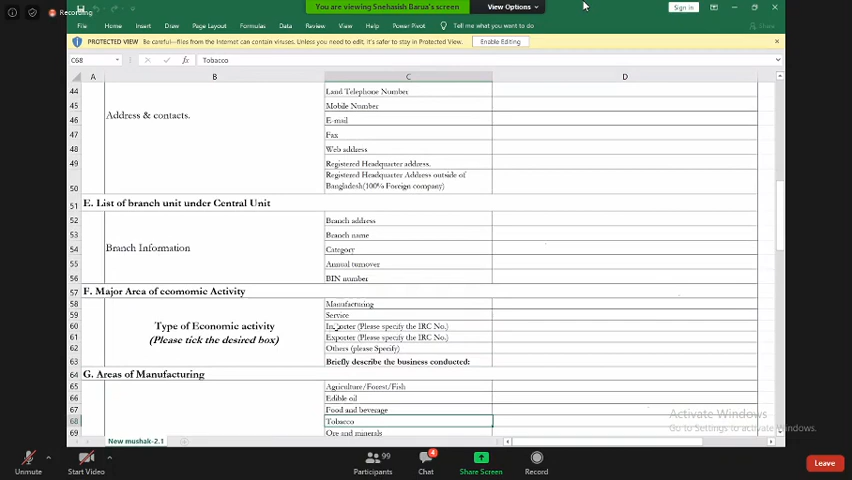 Recording
You are viewing Snehasish Barua's screen
View Options
Sign in
File
Home
Insert
Draw
Page Layout
Formulas
Data
Review
View
Help
Power Pivot
Tell me what you want to do
Share
PROTECTED VIEW Be careful—files from the Internet can contain viruses. Unless you need to edit, it's safer to stay in Protected View.
Enable Editing
C68
fx
Tobacco
A B C D
44 Land Telephone Number
45 Mobile Number
Address & contacts.
46 E-mail
47 Fax
48 Web address
49 Registered Headquarter address.
Registered Headquarter Address outside of
50 Bangladesh(100% Foreign company)
51 E. List of branch unit under Central Unit
52 Branch address
53 Branch name
Branch Information
54 Category
55 Annual turnover
56 BIN number
57 F. Major Area of ecomomic Activity
58 Manufacturing
59 Service
60 Type of Economic activity Importer (Please specify the IRC No.)
61 (Please tick the desired box) Exporter (Please specify the IRC No.)
62 Others (please Specify)
63 Briefly describe the business conducted:
64 G. Areas of Manufacturing
65 Agriculture/Forest/Fish
66 Edible oil
67 Food and beverage
68 Tobacco
69 Ore and minerals
Activate Windows
Go to Settings to activate Windows.
New mushak-2.1
Unmute
Start Video
99
Participants
4
Chat
Share Screen
Record
Leave